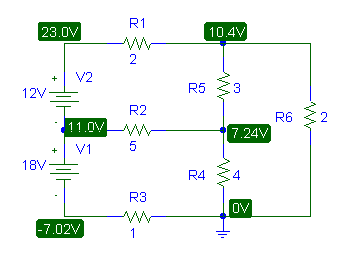 23.0V R1 10.4V
2
+ V2
12V
R5 3
R6 2
-
11.0V R2
7.24V
+ V1 5
18V
R4 4
-
R3 0V
-7.02V
1